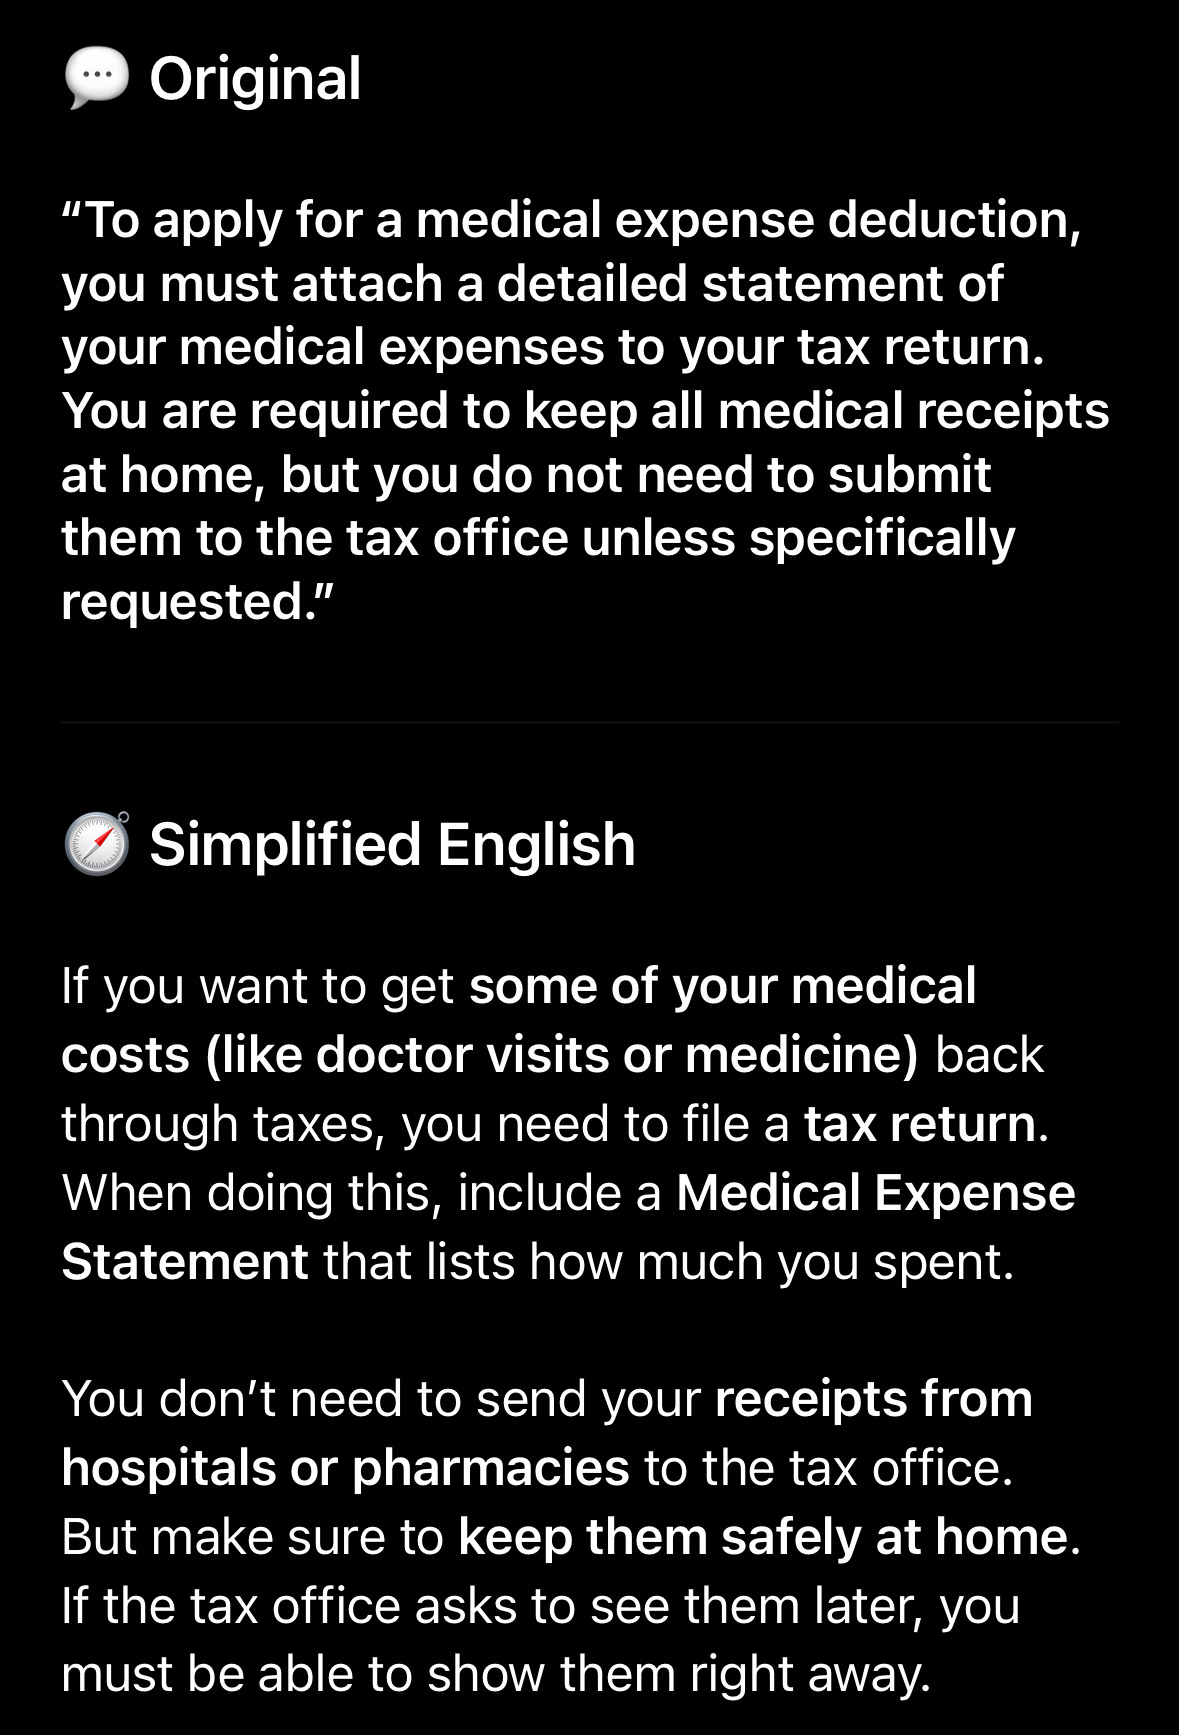 💬 Original
“To apply for a medical expense deduction,
you must attach a detailed statement of
your medical expenses to your tax return.
You are required to keep all medical receipts
at home, but you do not need to submit
them to the tax office unless specifically
requested.”
🧭 Simplified English
If you want to get some of your medical
costs (like doctor visits or medicine) back
through taxes, you need to file a tax return.
When doing this, include a Medical Expense
Statement that lists how much you spent.
You don’t need to send your receipts from
hospitals or pharmacies to the tax office.
But make sure to keep them safely at home.
If the tax office asks to see them later, you
must be able to show them right away.